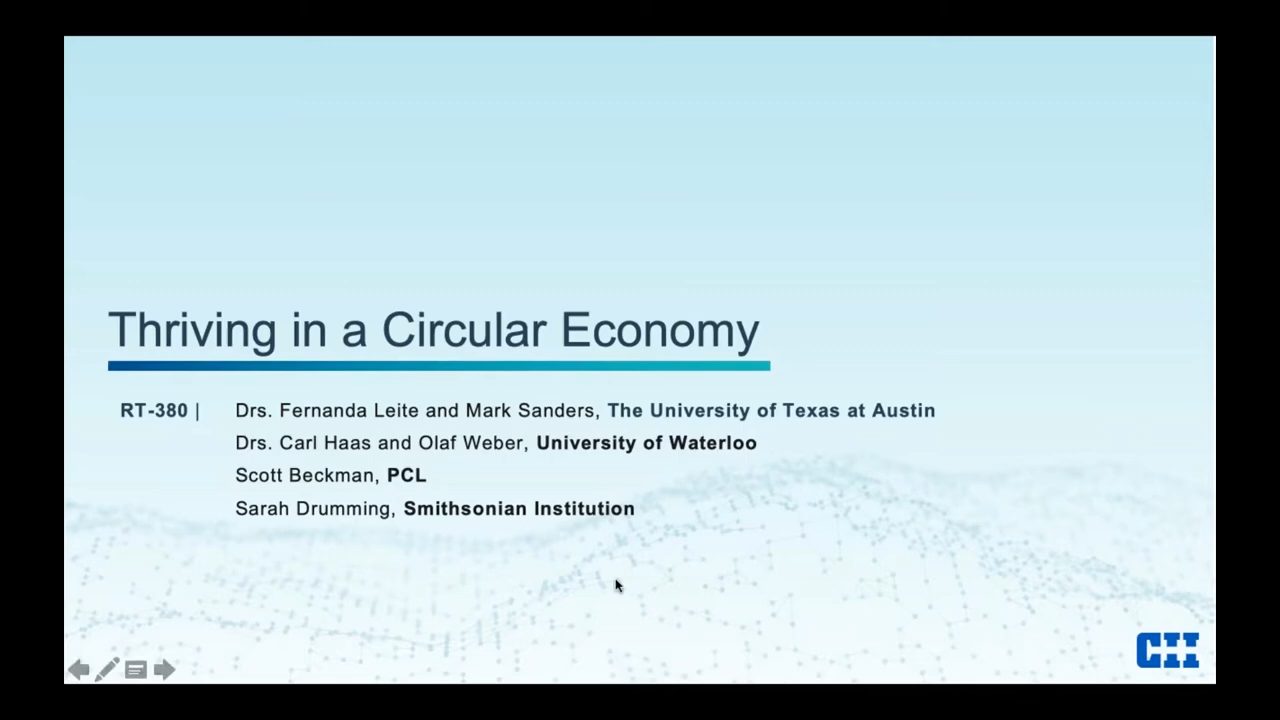 Thriving in a Circular Economy
RT-380 | Drs. Fernanda Leite and Mark Sanders, The University of Texas at Austin
Drs. Carl Haas and Olaf Weber, University of Waterloo
Scott Beckman, PCL
Sarah Drumming, Smithsonian Institution
CII